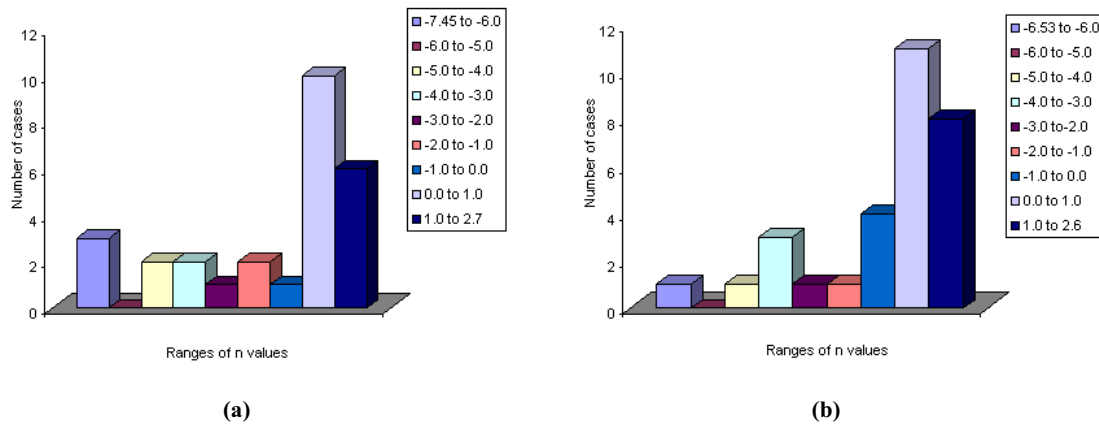 12
10
8
6
4
2
0
Number of cases
Ranges of n values
-7.45 to -6.0
-6.0 to -5.0
-5.0 to -4.0
-4.0 to -3.0
-3.0 to -2.0
-2.0 to -1.0
-1.0 to 0.0
0.0 to 1.0
1.0 to 2.7
(a)
12
10
8
6
4
2
0
Number of cases
Ranges of n values
-6.53 to -6.0
-6.0 to -5.0
-5.0 to -4.0
-4.0 to -3.0
-3.0 to-2.0
-2.0 to -1.0
-1.0 to 0.0
0.0 to 1.0
1.0 to 2.6
(b)